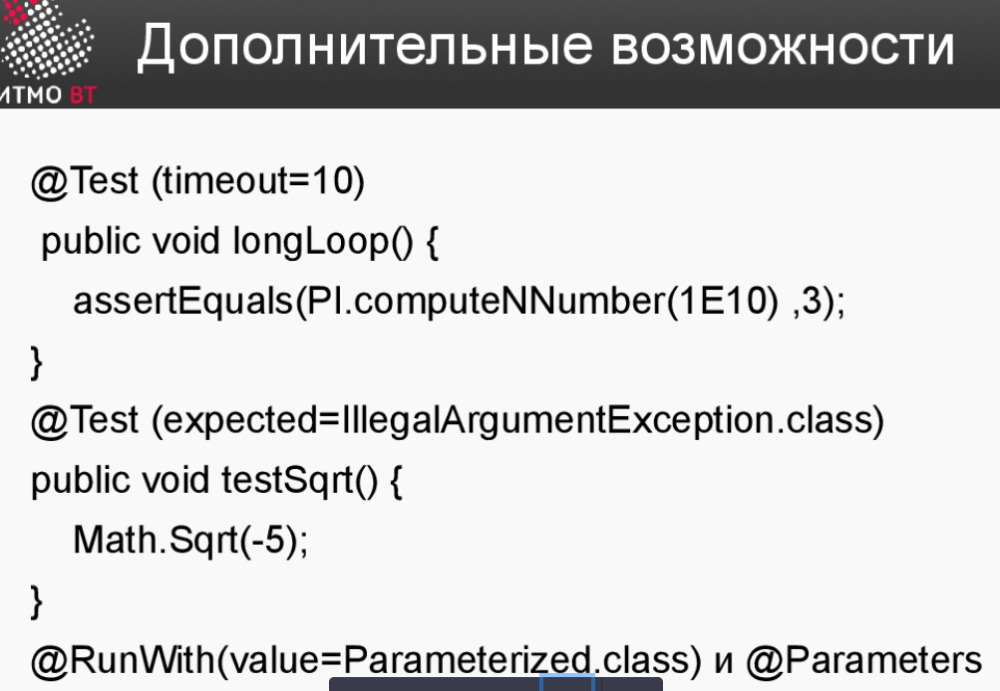 Дополнительные возможности
ИТМО ВТ
@Test (timeout=10)
public void longLoop() {
assertEquals(PI.computeNNumber(1E10) ,3);
}
@Test (expected=IllegalArgumentException.class)
public void testSqrt() {
Math.Sqrt(-5);
}
@RunWith(value=Parameterized.class) и @Parameters